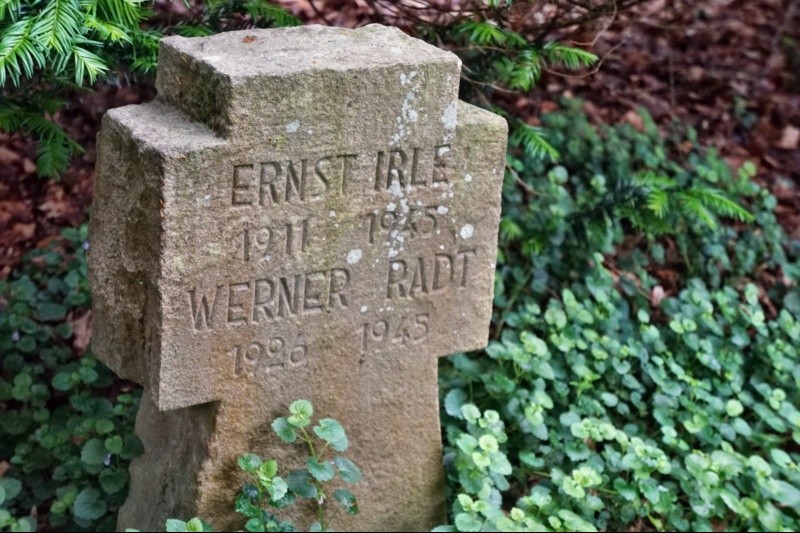 ERNST IRLE
1911 1945
WERNER RADT
1926 1945